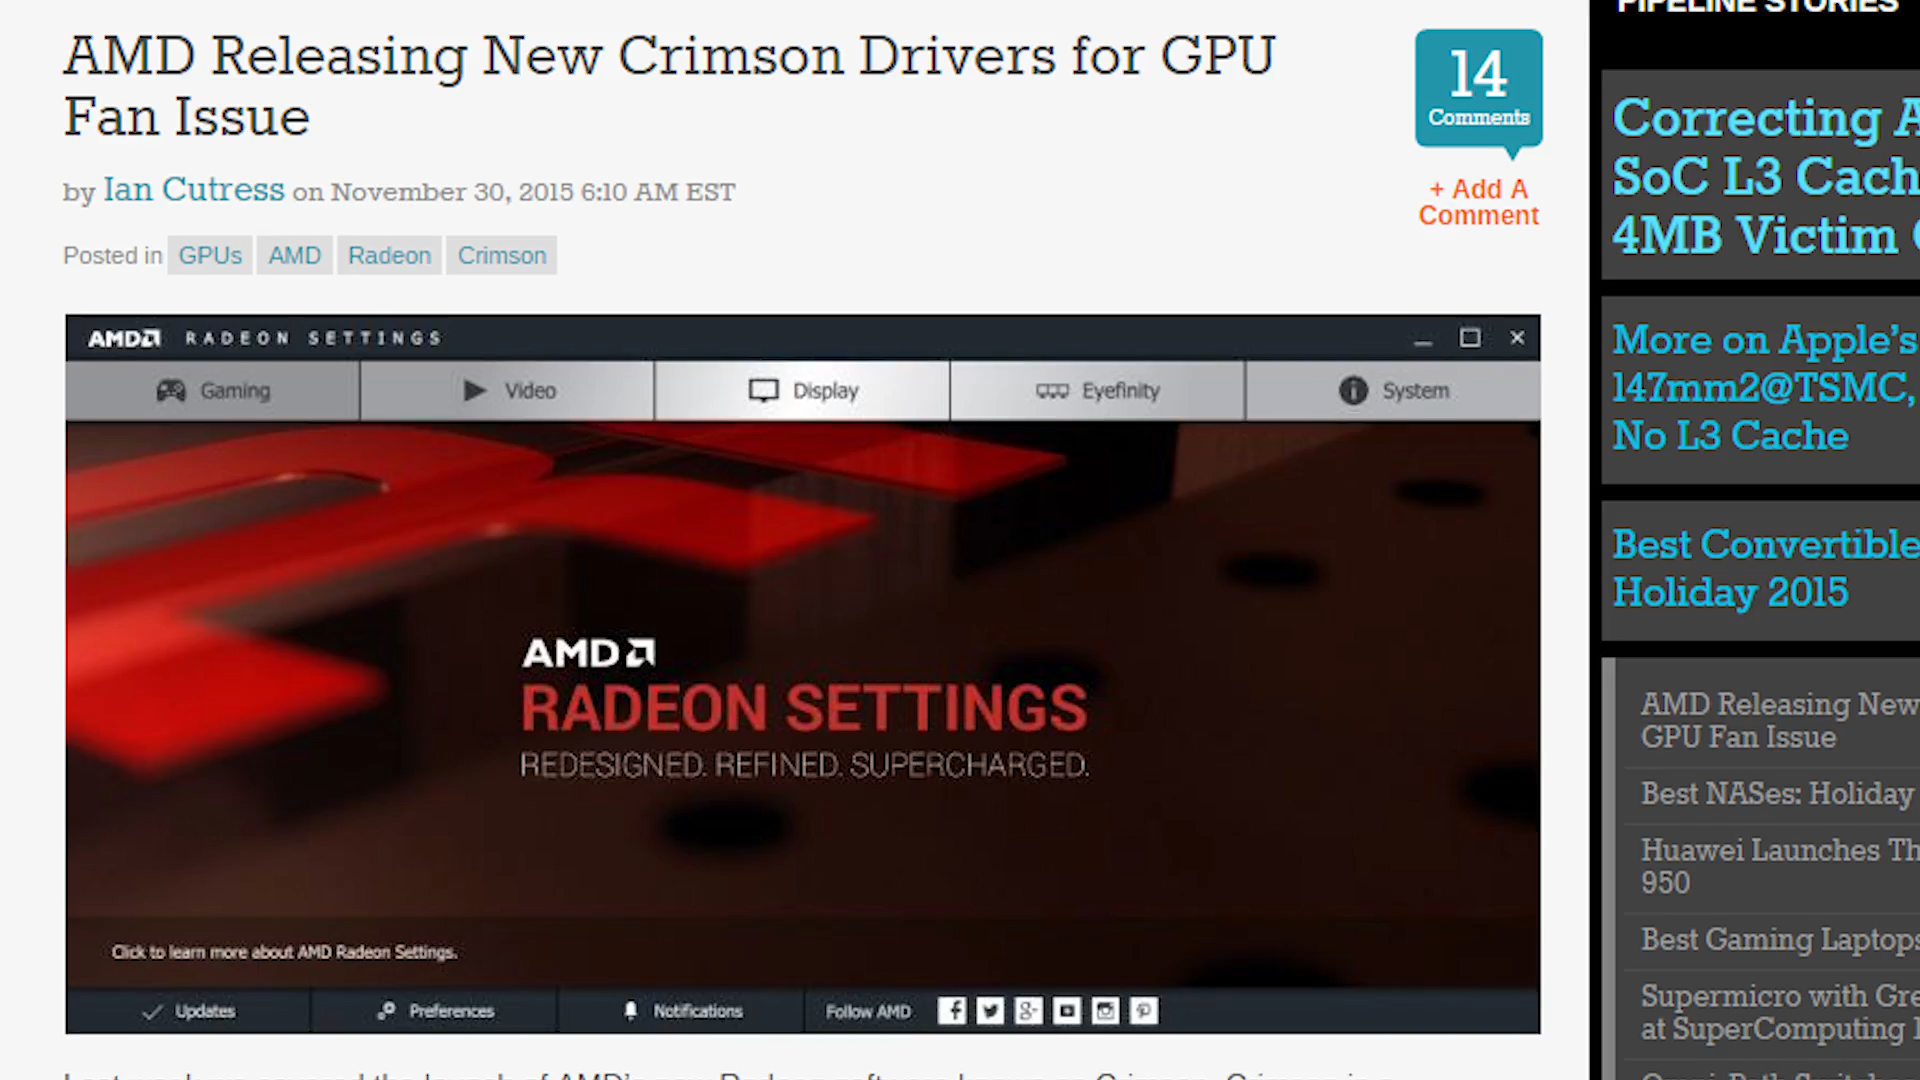 AMD Releasing New Crimson Drivers for GPU
Fan Issue
by Ian Cutress on November 30, 2015 6:10 AM EST
Posted in GPUs AMD Radeon Crimson
14
Comments
+ Add A
Comment
AMD RADEON SETTINGS
Gaming Video Display Eyefinity System
AMD
RADEON SETTINGS
REDESIGNED. REFINED. SUPERCHARGED.
Click to learn more about AMD Radeon Settings.
Updates Preferences Notifications Follow AMD
PIPELINE STORIES
Correcting
SoC L3
4MB Victim
More on Apple's
147mm2@TSMC,
No L3 Cache
Best Convertible
Holiday 2015
AMD Releasing New
GPU Fan Issue
Best NASes: Holiday
Huawei Launches
950
Best Gaming Laptops
Supermicro with
at SuperComputing